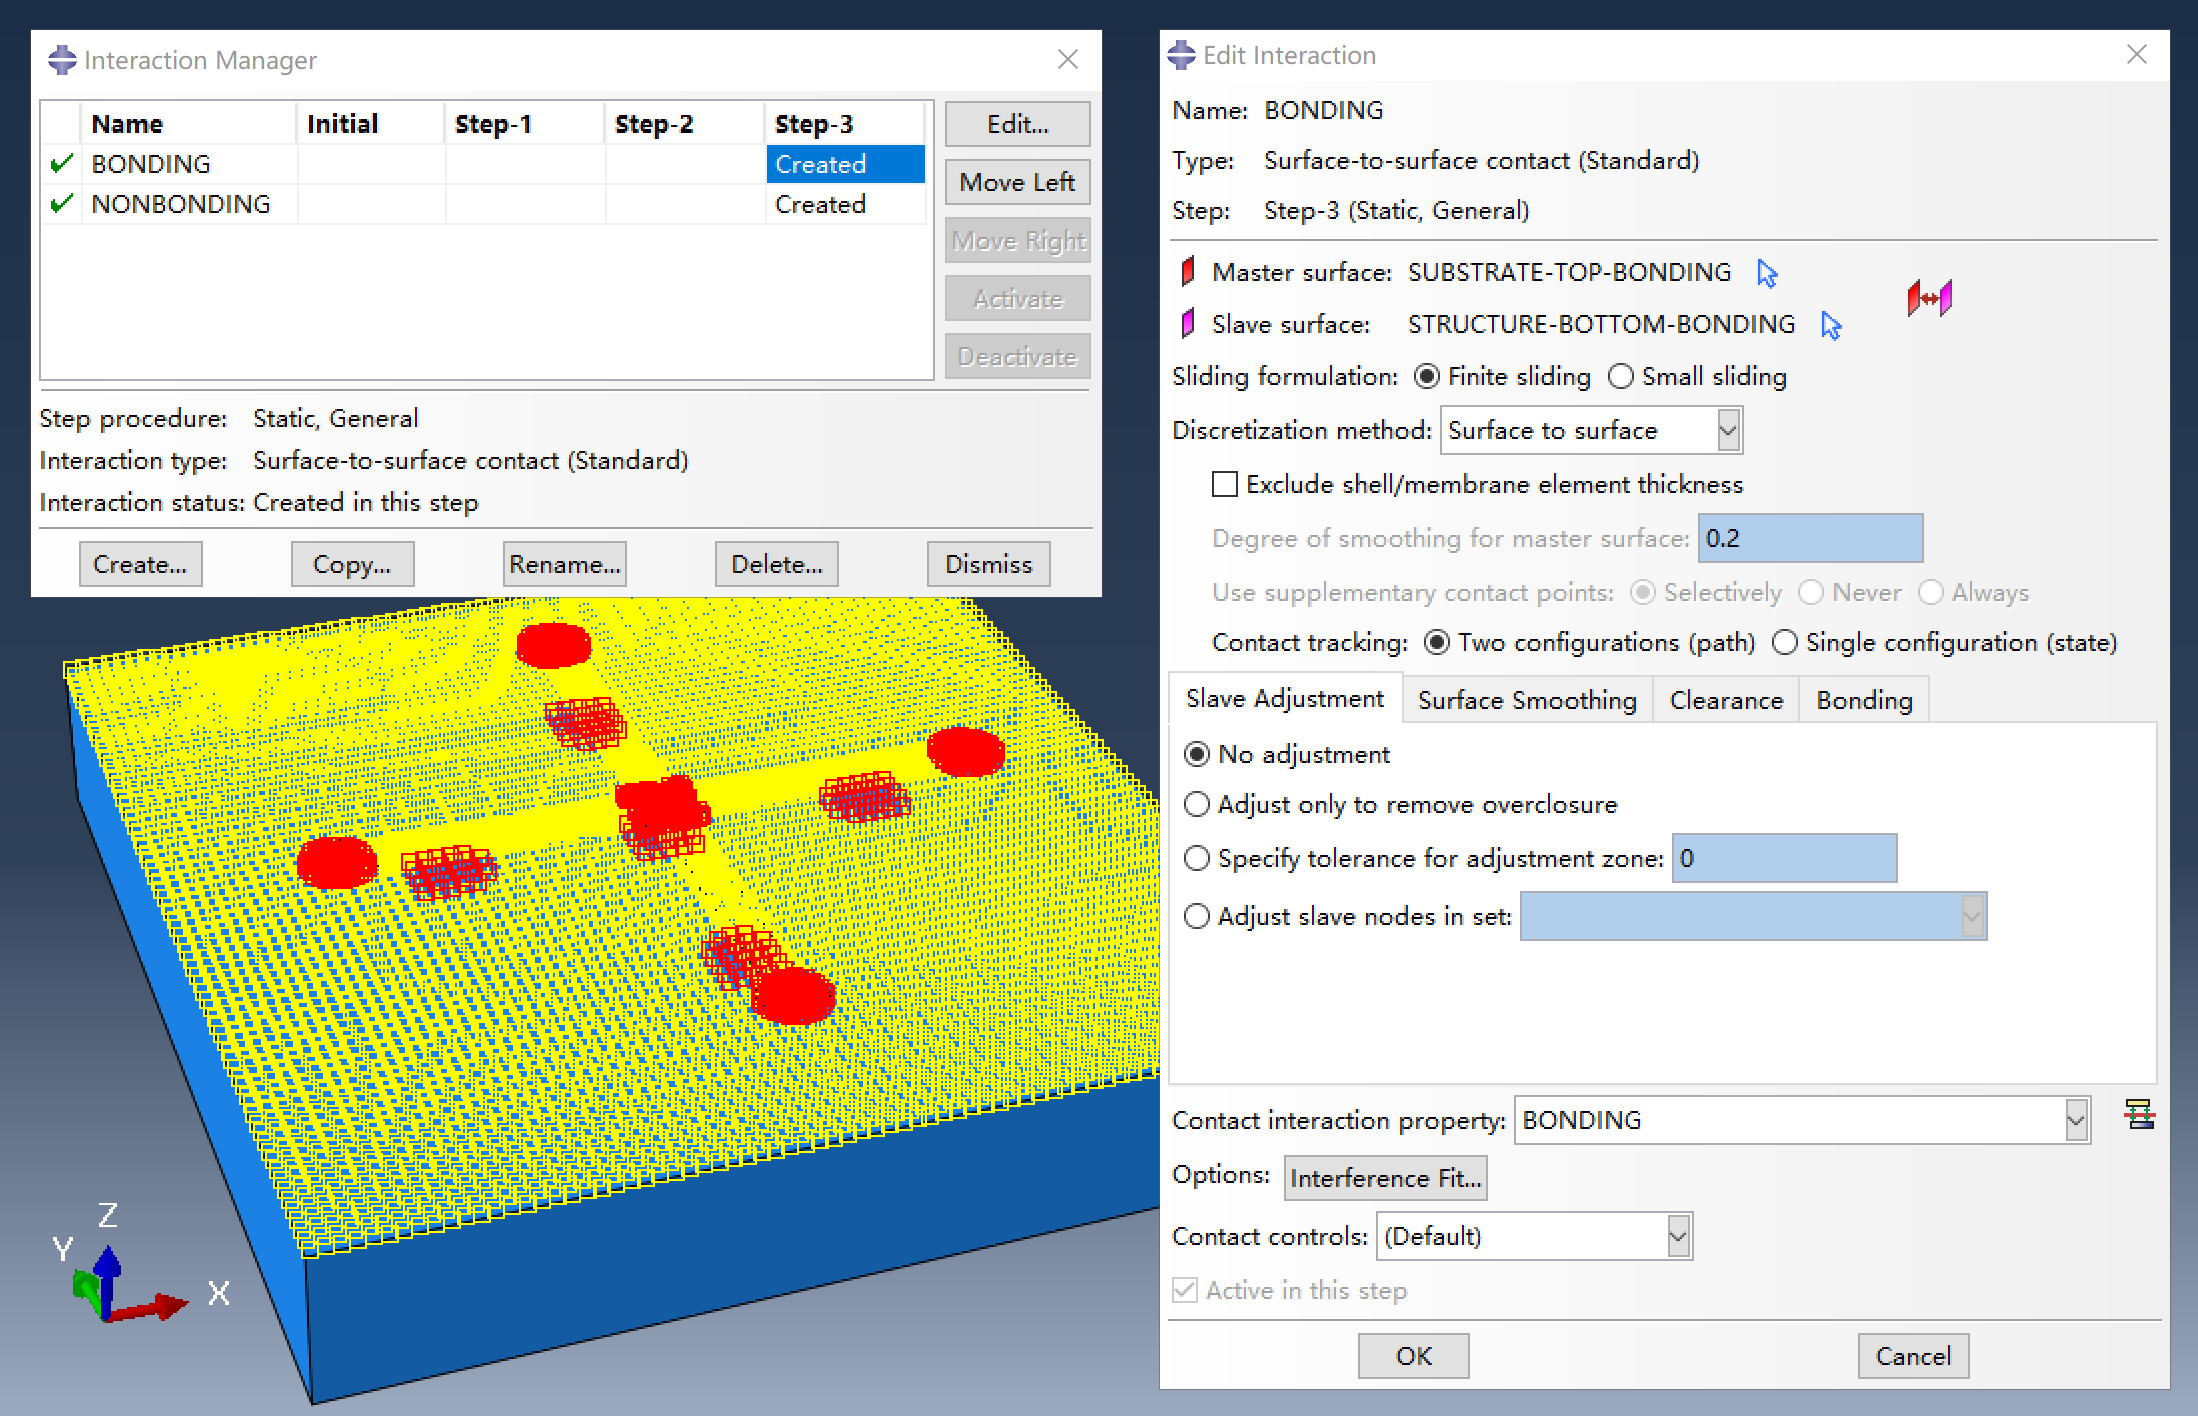 Interaction Manager
Name Initial Step-1 Step-2 Step-3
BONDING Created
NONBONDING Created
Edit...
Move Left
Move Right
Activate
Deactivate
Step procedure: Static, General
Interaction type: Surface-to-surface contact (Standard)
Interaction status: Created in this step
Create... Copy... Rename... Delete... Dismiss
Z
Y
X
Edit Interaction
Name: BONDING
Type: Surface-to-surface contact (Standard)
Step: Step-3 (Static, General)
Master surface: SUBSTRATE-TOP-BONDING
Slave surface: STRUCTURE-BOTTOM-BONDING
Sliding formulation: Finite sliding Small sliding
Discretization method: Surface to surface
Exclude shell/membrane element thickness
Degree of smoothing for master surface: 0.2
Use supplementary contact points: Selectively Never Always
Contact tracking: Two configurations (path) Single configuration (state)
Slave Adjustment Surface Smoothing Clearance Bonding
No adjustment
Adjust only to remove overclosure
Specify tolerance for adjustment zone: 0
Adjust slave nodes in set:
Contact interaction property: BONDING
Options: Interference Fit...
Contact controls: (Default)
Active in this step
OK Cancel